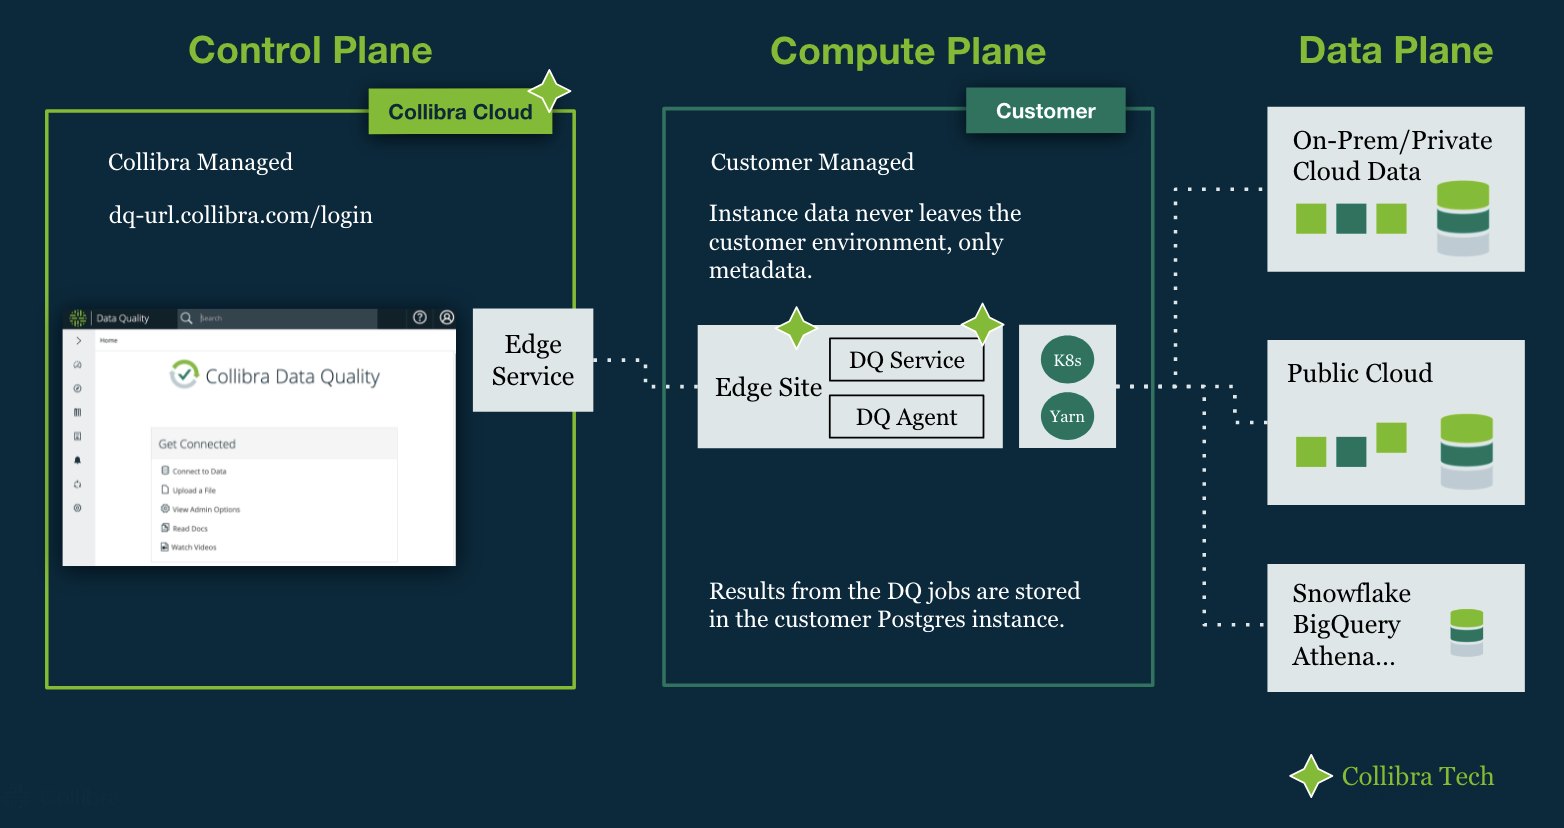 Control Plane
Collibra Cloud
Collibra Managed
dq-url.collibra.com/login
Data Quality
Search
Home
Collibra Data Quality
Get Connected
Connect to Data
Upload a File
View Admin Options
Read Docs
Watch Videos
Edge
Service
Compute Plane
Customer
Customer Managed
Instance data never leaves the
customer environment, only
metadata.
Edge Site
DQ Service
DQ Agent
K8s
Yarn
Results from the DQ jobs are stored
in the customer Postgres instance.
Data Plane
On-Prem/Private
Cloud Data
Public Cloud
Snowflake
BigQuery
Athena...
Collibra Tech